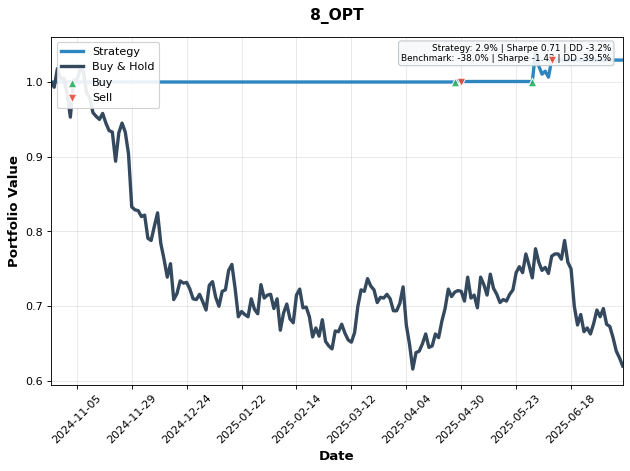 8_OPT
Strategy
Buy & Hold
Buy
Sell
Strategy: 2.9% | Sharpe 0.71 | DD -3.2%
Benchmark: -38.0% | Sharpe -1.43 | DD -39.5%
Portfolio Value
1.0
0.9
0.8
0.7
0.6
2024-11-05
2024-11-29
2024-12-24
2025-01-22
2025-02-14
2025-03-12
2025-04-04
2025-04-30
2025-05-23
2025-06-18
Date